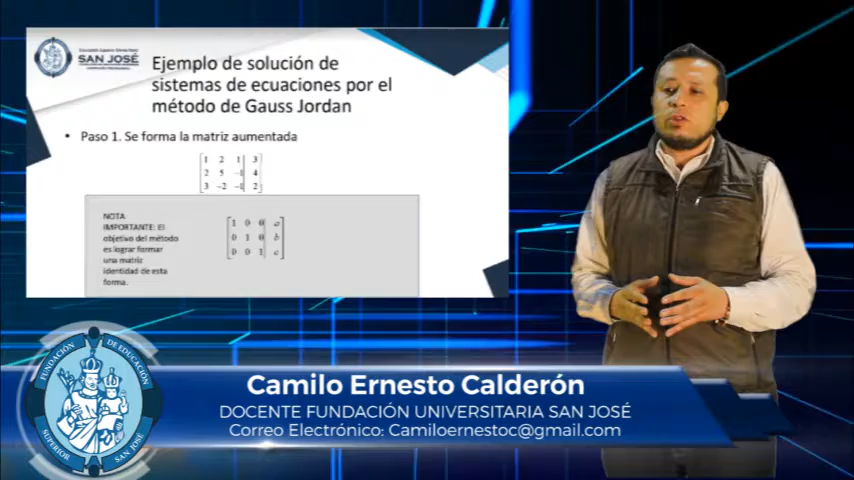 SAN JOSÉ
Ejemplo de solución de
sistemas de ecuaciones por el
método de Gauss Jordan
• Paso 1. Se forma la matriz aumentada
1 2 1 3
2 5 -1 4
3 -2 -1 2
NOTA
IMPORTANTE: El
objetivo del método
es lograr formar
una matriz
identidad de esta
forma.
1 0 0 a
0 1 0 b
0 0 1 c
FUNDACIÓN DE EDUCACIÓN
SUPERIOR SAN JOSÉ
Camilo Ernesto Calderón
DOCENTE FUNDACIÓN UNIVERSITARIA SAN JOSÉ
Correo Electrónico: Camiloernestoc@gmail.com